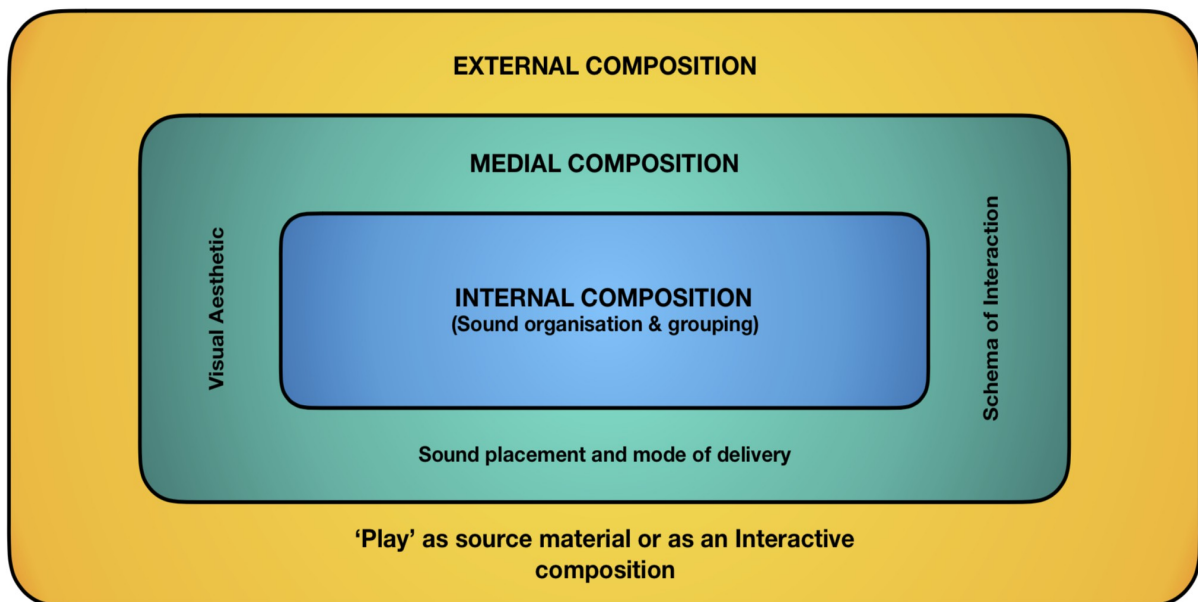 EXTERNAL COMPOSITION
MEDIAL COMPOSITION
Visual Aesthetic
INTERNAL COMPOSITION
(Sound organisation & grouping)
Schema of Interaction
Sound placement and mode of delivery
‘Play’ as source material or as an Interactive
composition